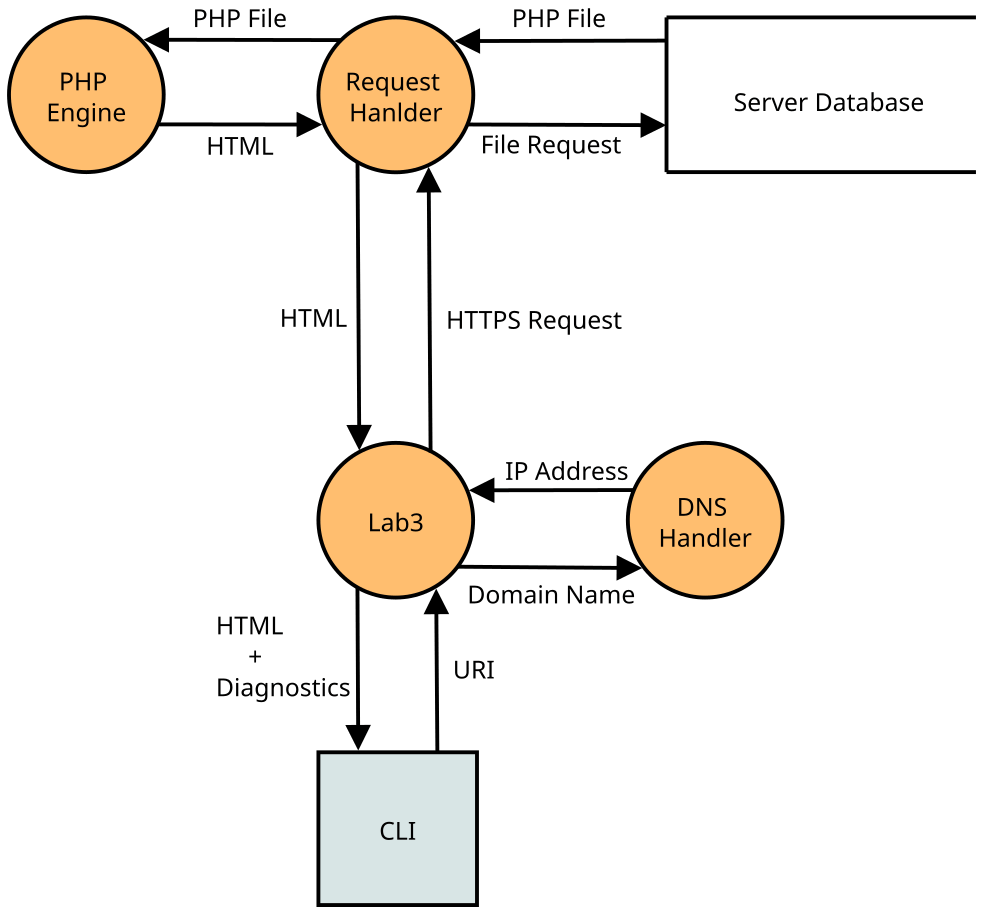 PHP File
PHP File
PHP
Engine
Request
Hanlder
Server Database
HTML
File Request
HTML
HTTPS Request
IP Address
Lab3
DNS
Handler
Domain Name
HTML
+
Diagnostics
URI
CLI